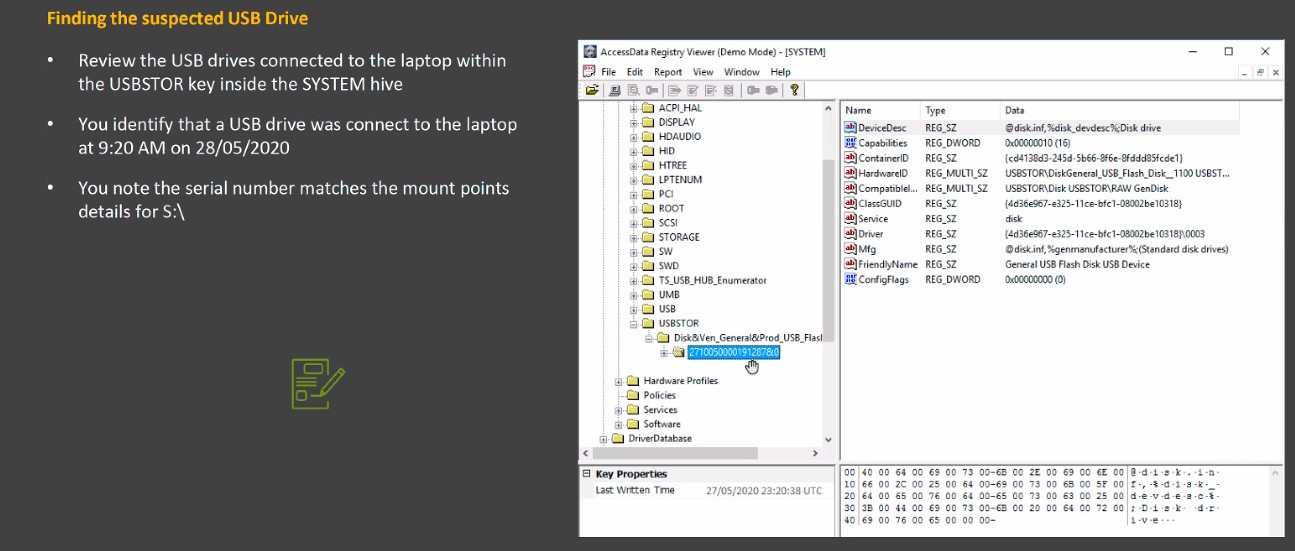 Finding the suspected USB Drive
• Review the USB drives connected to the laptop within
the USBSTOR key inside the SYSTEM hive
• You identify that a USB drive was connect to the laptop
at 9:20 AM on 28/05/2020
• You note the serial number matches the mount points
details for S:\
AccessData Registry Viewer (Demo Mode) - [SYSTEM]
File Edit Report View Window Help
ACPI_HAL
DISPLAY
HDAUDIO
HID
HTREE
LPTENUM
PCI
ROOT
SCSI
STORAGE
SW
SWD
TS_USB_HUB_Enumerator
UMB
USB
USBSTOR
Disk&Ven_General&Prod_USB_Flas
2710050000191287&0
Hardware Profiles
Policies
Services
Software
DriverDatabase
Name Type Data
DeviceDesc REG_SZ @disk.inf,%disk_devdesc%;Disk drive
Capabilities REG_DWORD 0x00000010 (16)
ContainerID REG_SZ {cd4138d3-245d-5b66-8f6e-8fddd85fcde1}
HardwareID REG_MULTI_SZ USBSTOR\DiskGeneral_USB_Flash_Disk__1100 USBST...
Compatible... REG_MULTI_SZ USBSTOR\Disk USBSTOR\RAW GenDisk
ClassGUID REG_SZ {4d36e967-e325-11ce-bfc1-08002be10318}
Service REG_SZ disk
Driver REG_SZ {4d36e967-e325-11ce-bfc1-08002be10318}\0003
Mfg REG_SZ @disk.inf,%genmanufacturer%;(Standard disk drives)
FriendlyName REG_SZ General USB Flash Disk USB Device
ConfigFlags REG_DWORD 0x00000000 (0)
Key Properties
Last Written Time 27/05/2020 23:20:38 UTC
00 40 00 64 00 69 00 73 00-6B 00 2E 00 69 00 6E 00 @·d·i·s·k·.·i·n·
10 66 00 2C 00 25 00 64 00-69 00 73 00 6B 00 5F 00 f·,·%·d·i·s·k·_·
20 64 00 65 00 76 00 64 00-65 00 73 00 63 00 25 00 d·e·v·d·e·s·c·%·
30 3B 00 44 00 69 00 73 00-6B 00 20 00 64 00 72 00 ;·D·i·s·k· ·d·r·
40 69 00 76 00 65 00 00 00- i·v·e···